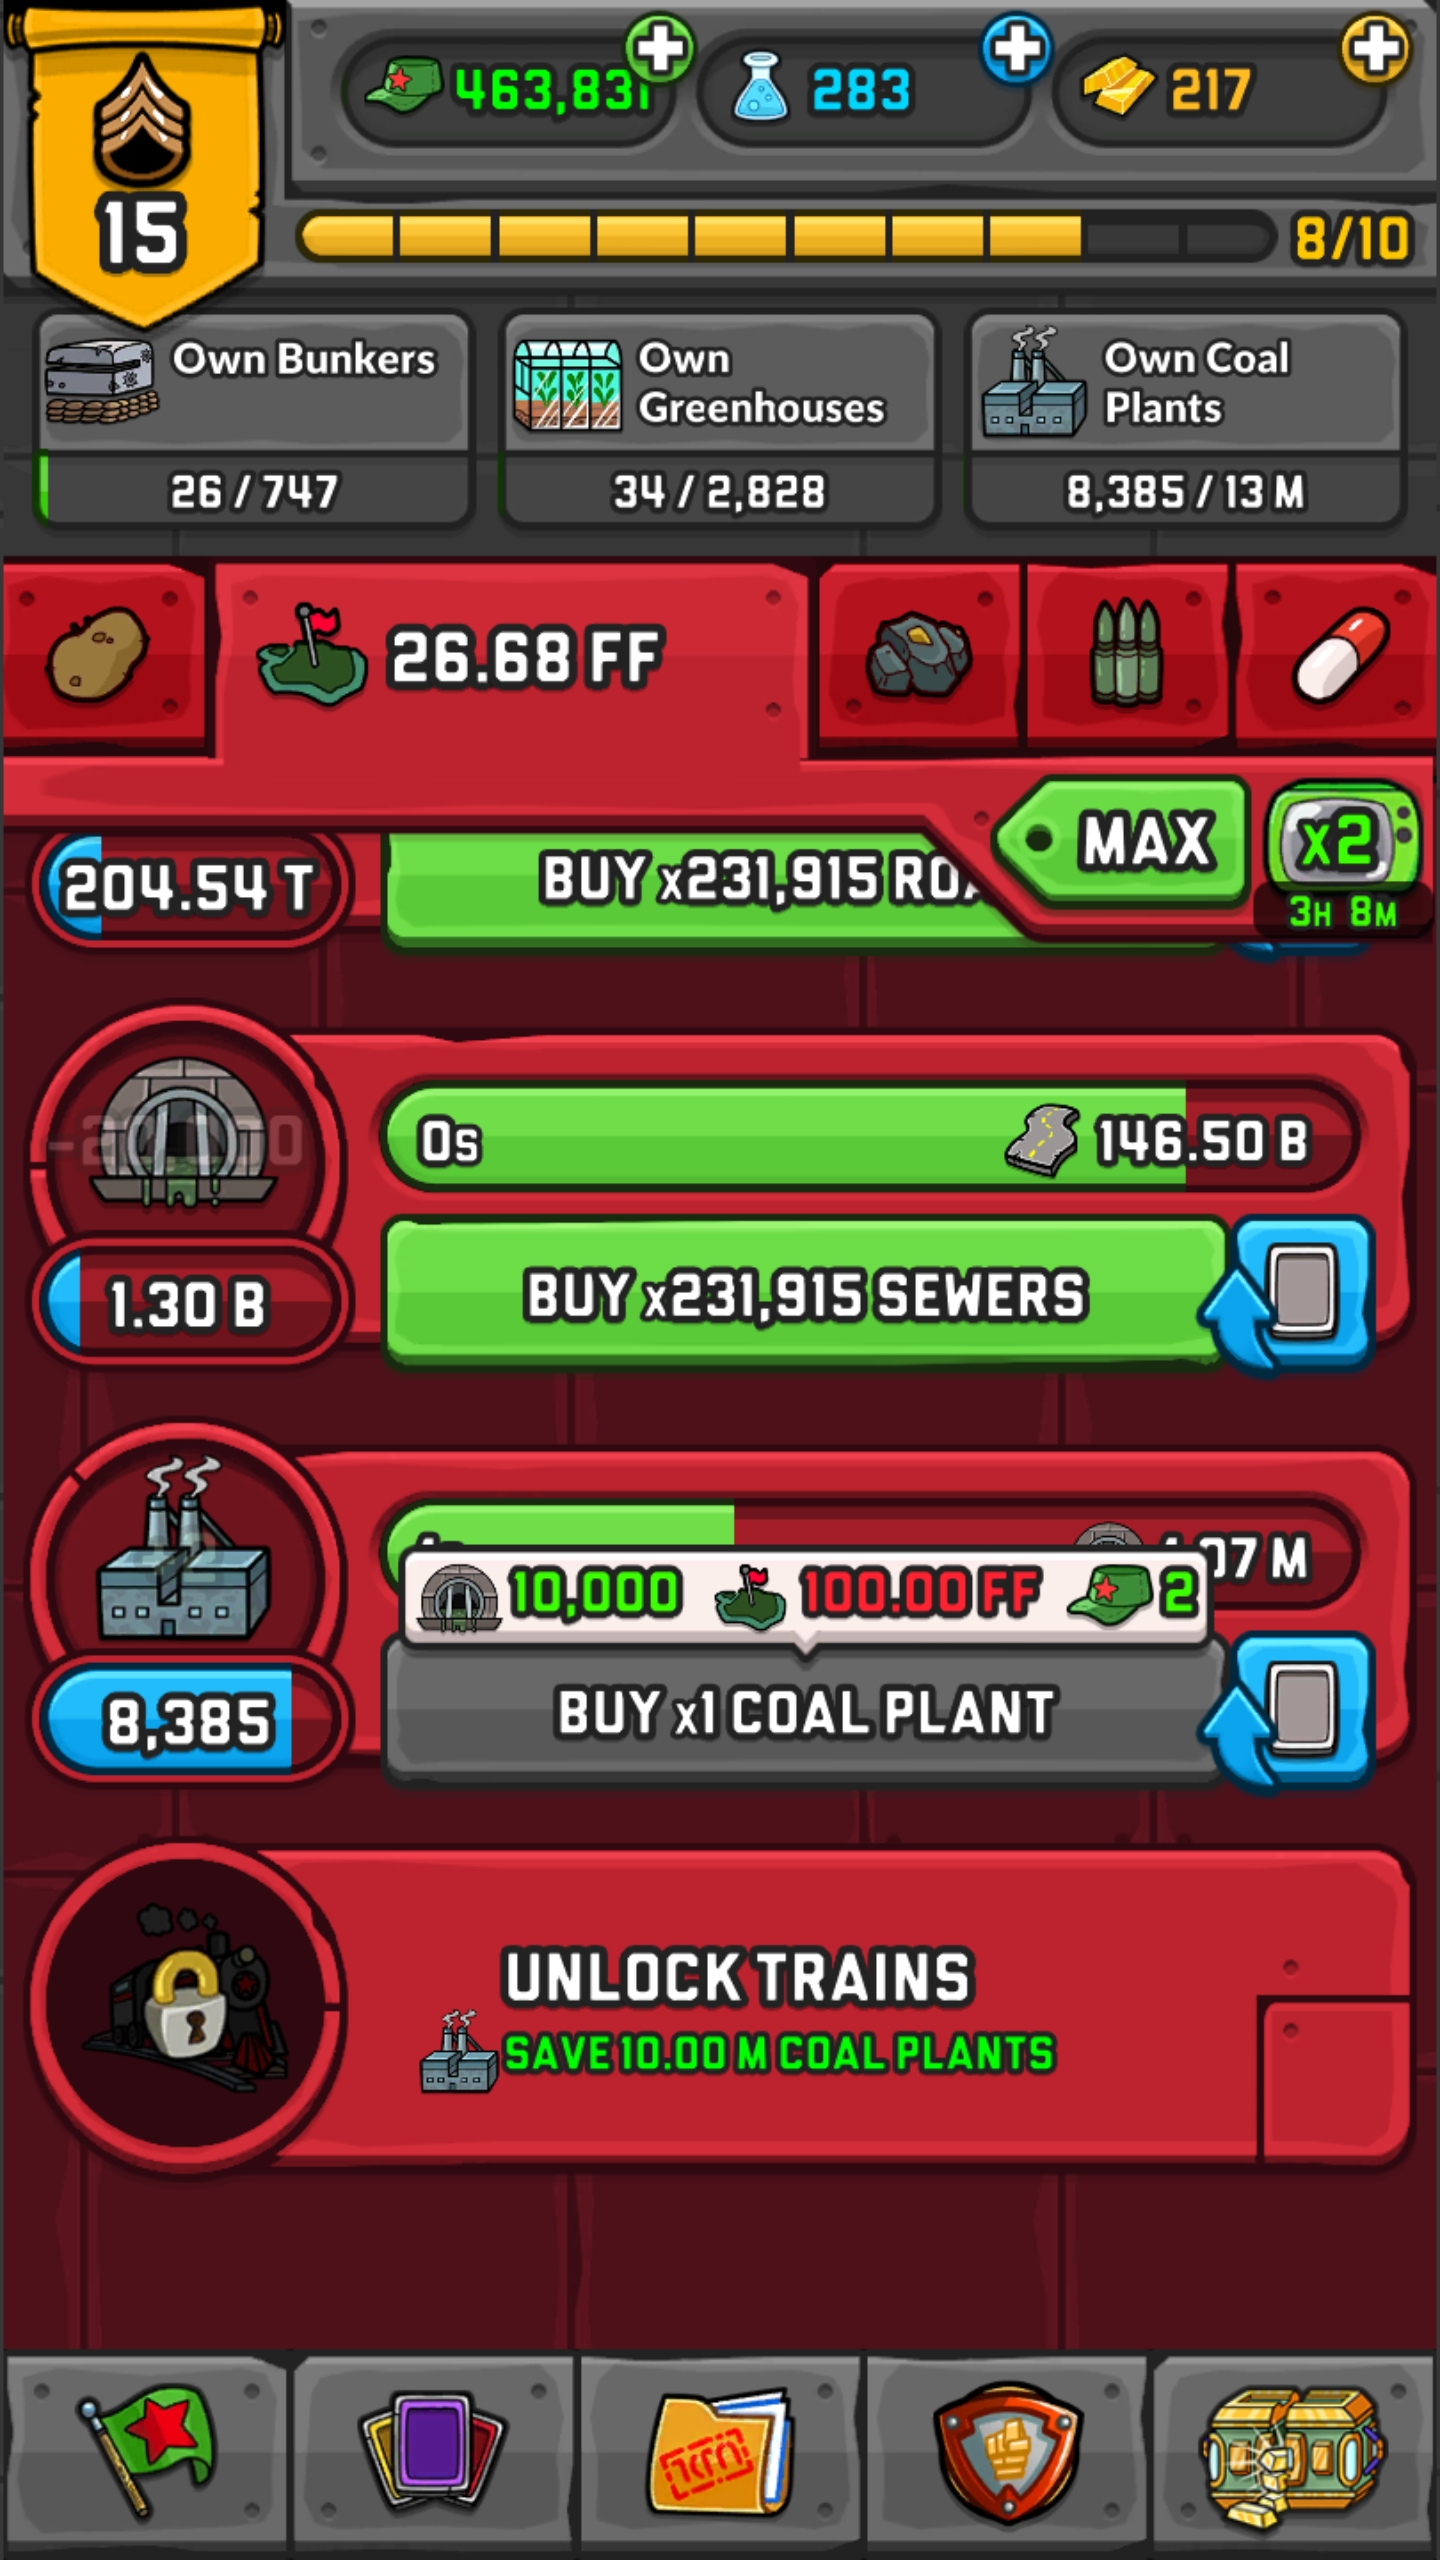 463,831
283
217
15
8/10
Own Bunkers
26 / 747
Own
Greenhouses
34 / 2,828
Own Coal
Plants
8,385 / 13 M
26.68 FF
MAX
x2
3H 8M
204.54 T
BUY x231,915
0s
146.50 B
1.30 B
BUY x231,915 SEWERS
07 M
10,000
100.00 FF
2
8,385
BUY x1 COAL PLANT
UNLOCK TRAINS
SAVE 10.00 M COAL PLANTS